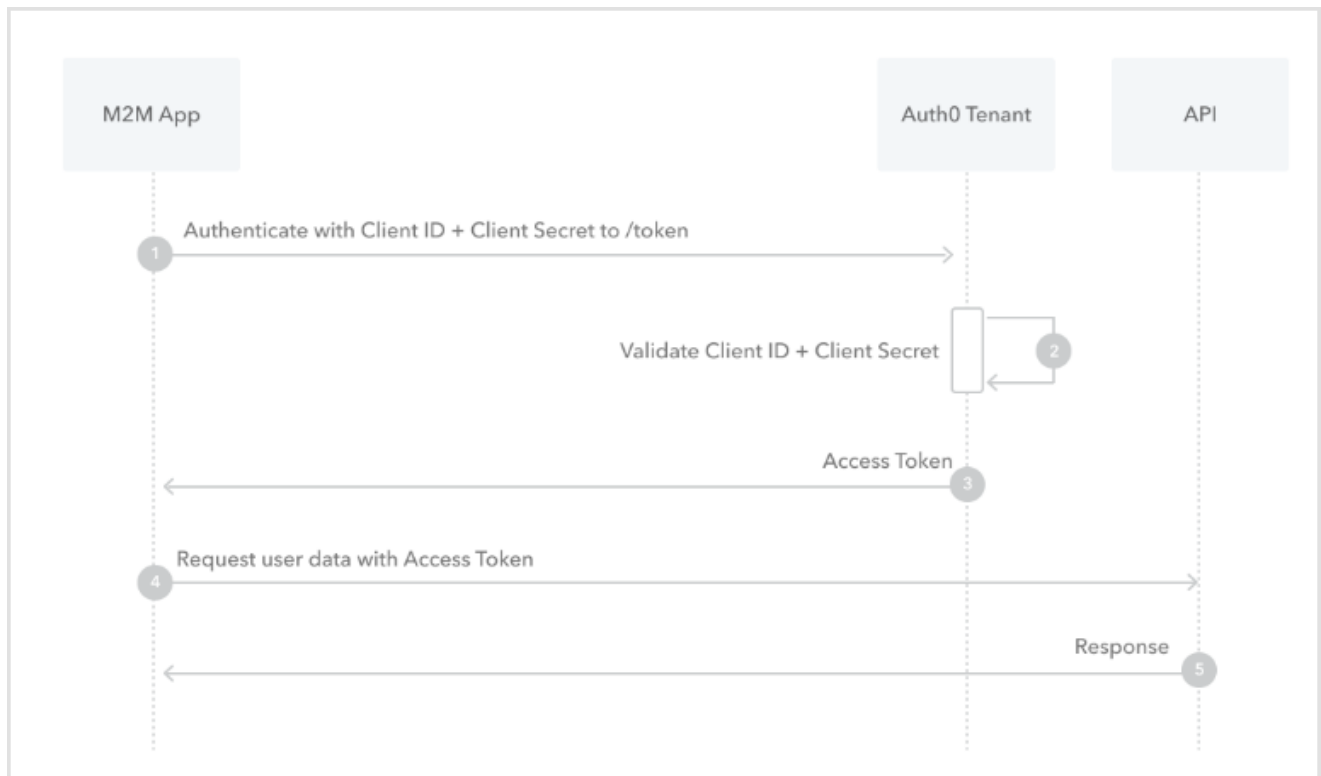 M2M App
Auth0 Tenant
API
Authenticate with Client ID + Client Secret to /token
1
Validate Client ID + Client Secret
2
Access Token
3
Request user data with Access Token
4
Response
5